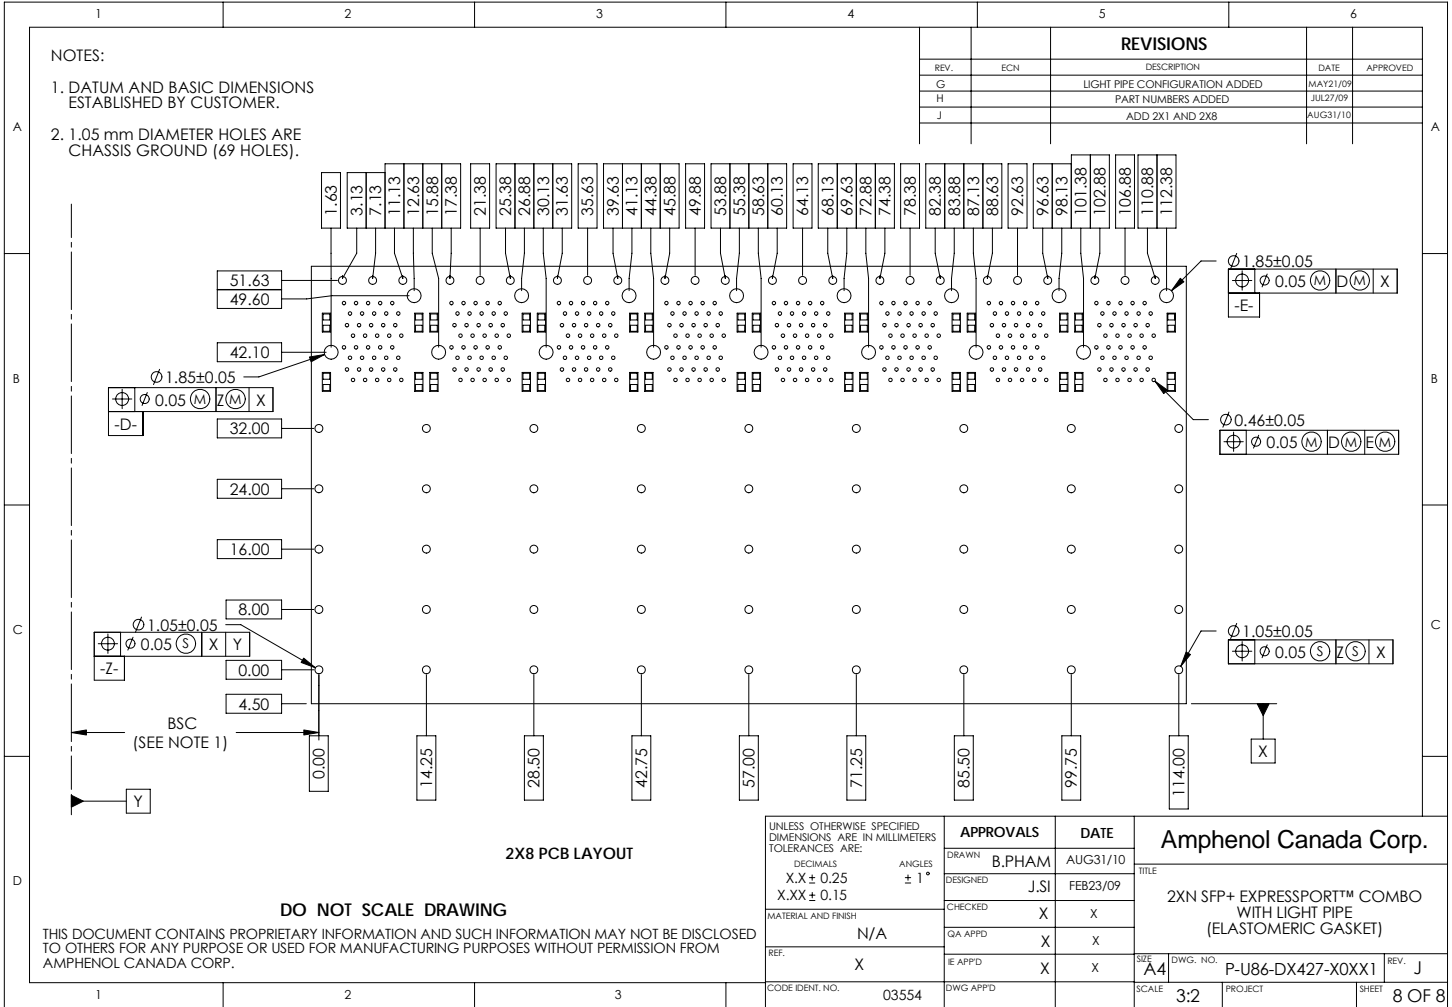 1 2 3 4 5 6
NOTES:
1. DATUM AND BASIC DIMENSIONS
ESTABLISHED BY CUSTOMER.
2. 1.05 mm DIAMETER HOLES ARE
CHASSIS GROUND (69 HOLES).
REVISIONS
REV. ECN DESCRIPTION DATE APPROVED
G LIGHT PIPE CONFIGURATION ADDED MAY21/09
H PART NUMBERS ADDED JUL27/09
J ADD 2X1 AND 2X8 AUG31/10
A A
1.63 3.13 7.13 11.13 12.63 15.88 17.38 21.38 25.38 26.88 30.13 31.63 35.63 39.63 41.13 44.38 45.88 49.88 53.88 55.38 58.63 60.13 64.13 68.13 69.63 72.88 74.38 78.38 82.38 83.88 87.13 88.63 92.63 96.63 98.13 101.38 102.88 106.88 110.88 112.38
51.63
49.60
42.10
Ø1.85±0.05
⌖ Ø 0.05 Ⓜ DⓂ X
-E-
Ø1.85±0.05
⌖ Ø 0.05 Ⓜ ZⓂ X
-D-
B B
32.00
Ø0.46±0.05
⌖ Ø 0.05 Ⓜ DⓂ EⓂ
24.00
16.00
8.00
C C
Ø1.05±0.05
⌖ Ø 0.05 Ⓢ X Y
-Z-
0.00
Ø1.05±0.05
⌖ Ø 0.05 Ⓢ ZⓈ X
4.50
BSC
(SEE NOTE 1)
0.00 14.25 28.50 42.75 57.00 71.25 85.50 99.75 114.00
X
Y
2X8 PCB LAYOUT
D
DO NOT SCALE DRAWING
THIS DOCUMENT CONTAINS PROPRIETARY INFORMATION AND SUCH INFORMATION MAY NOT BE DISCLOSED
TO OTHERS FOR ANY PURPOSE OR USED FOR MANUFACTURING PURPOSES WITHOUT PERMISSION FROM
AMPHENOL CANADA CORP.
UNLESS OTHERWISE SPECIFIED
DIMENSIONS ARE IN MILLIMETERS
TOLERANCES ARE:
DECIMALS ANGLES
X.X ± 0.25 ± 1°
X.XX ± 0.15
MATERIAL AND FINISH
N/A
REF.
X
CODE IDENT. NO. 03554
APPROVALS DATE
DRAWN B.PHAM AUG31/10
DESIGNED J.SI FEB23/09
CHECKED X X
QA APPD X X
IE APP'D X X
DWG APP'D
Amphenol Canada Corp.
TITLE
2XN SFP+ EXPRESSPORT™ COMBO
WITH LIGHT PIPE
(ELASTOMERIC GASKET)
SIZE A4 DWG. NO. P-U86-DX427-X0XX1 REV. J
SCALE 3:2 PROJECT SHEET 8 OF 8
1 2 3